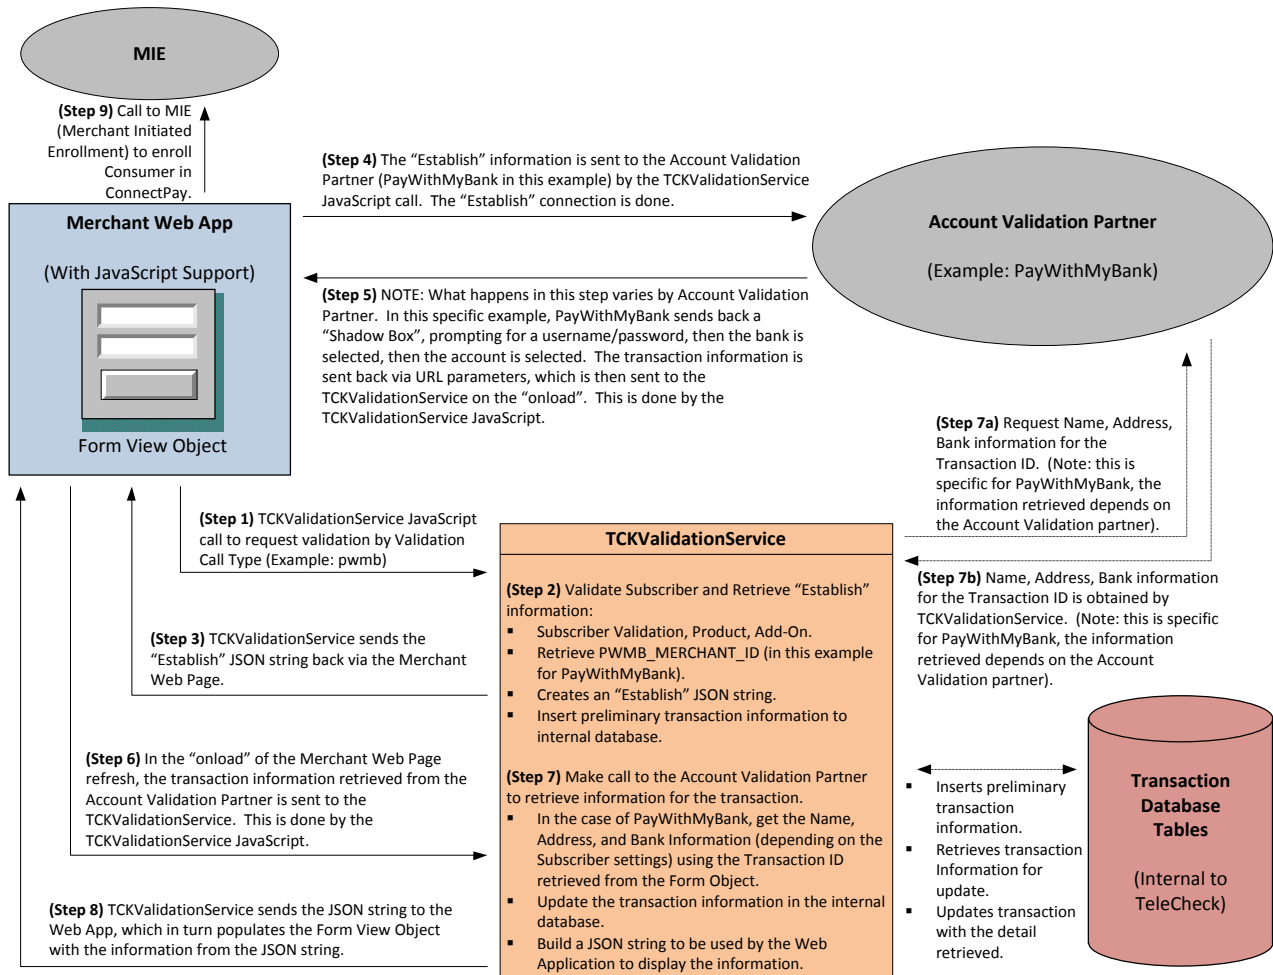 MIE
(Step 9) Call to MIE
(Merchant Initiated
Enrollment) to enroll
Consumer in
ConnectPay.
(Step 4) The “Establish” information is sent to the Account Validation
Partner (PayWithMyBank in this example) by the TCKValidationService
JavaScript call.  The “Establish” connection is done.
Merchant Web App
(With JavaScript Support)
Form View Object
Account Validation Partner
(Example: PayWithMyBank)
(Step 5) NOTE: What happens in this step varies by Account Validation
Partner.  In this specific example, PayWithMyBank sends back a
“Shadow Box”, prompting for a username/password, then the bank is
selected, then the account is selected.  The transaction information is
sent back via URL parameters, which is then sent to the
TCKValidationService on the “onload”.  This is done by the
TCKValidationService JavaScript.
(Step 7a) Request Name, Address,
Bank information for the
Transaction ID.  (Note: this is
specific for PayWithMyBank, the
information retrieved depends on
the Account Validation partner).
(Step 1) TCKValidationService JavaScript
call to request validation by Validation
Call Type (Example: pwmb)
TCKValidationService
(Step 2) Validate Subscriber and Retrieve “Establish”
information:
▪ Subscriber Validation, Product, Add-On.
▪ Retrieve PWMB_MERCHANT_ID (in this example
for PayWithMyBank).
▪ Creates an “Establish” JSON string.
▪ Insert preliminary transaction information to
internal database.
(Step 7b) Name, Address, Bank information
for the Transaction ID is obtained by
TCKValidationService.  (Note: this is specific
for PayWithMyBank, the information
retrieved depends on the Account
Validation partner).
(Step 3) TCKValidationService sends the
“Establish” JSON string back via the Merchant
Web Page.
(Step 6) In the “onload” of the Merchant Web Page
refresh, the transaction information retrieved from the
Account Validation Partner is sent to the
TCKValidationService.  This is done by the
TCKValidationService JavaScript.
(Step 7) Make call to the Account Validation Partner
to retrieve information for the transaction.
▪ In the case of PayWithMyBank, get the Name,
Address, and Bank Information (depending on the
Subscriber settings) using the Transaction ID
retrieved from the Form Object.
▪ Update the transaction information in the internal
database.
▪ Build a JSON string to be used by the Web
Application to display the information.
▪ Inserts preliminary
transaction
information.
▪ Retrieves transaction
Information for
update.
▪ Updates transaction
with the detail
retrieved.
Transaction
Database
Tables
(Internal to
TeleCheck)
(Step 8) TCKValidationService sends the JSON string to the
Web App, which in turn populates the Form View Object
with the information from the JSON string.